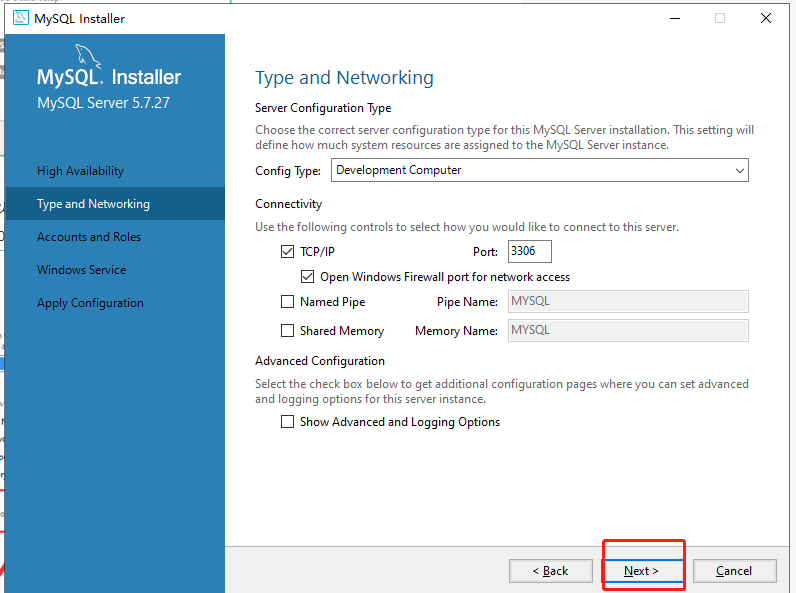 MySQL Installer
MySQL. Installer
MySQL Server 5.7.27
High Availability
Type and Networking
Accounts and Roles
Windows Service
Apply Configuration
Type and Networking
Server Configuration Type
Choose the correct server configuration type for this MySQL Server installation. This setting will
define how much system resources are assigned to the MySQL Server instance.
Config Type: Development Computer
Connectivity
Use the following controls to select how you would like to connect to this server.
TCP/IP Port: 3306
Open Windows Firewall port for network access
Named Pipe Pipe Name: MYSQL
Shared Memory Memory Name: MYSQL
Advanced Configuration
Select the check box below to get additional configuration pages where you can set advanced
and logging options for this server instance.
Show Advanced and Logging Options
< Back Next > Cancel